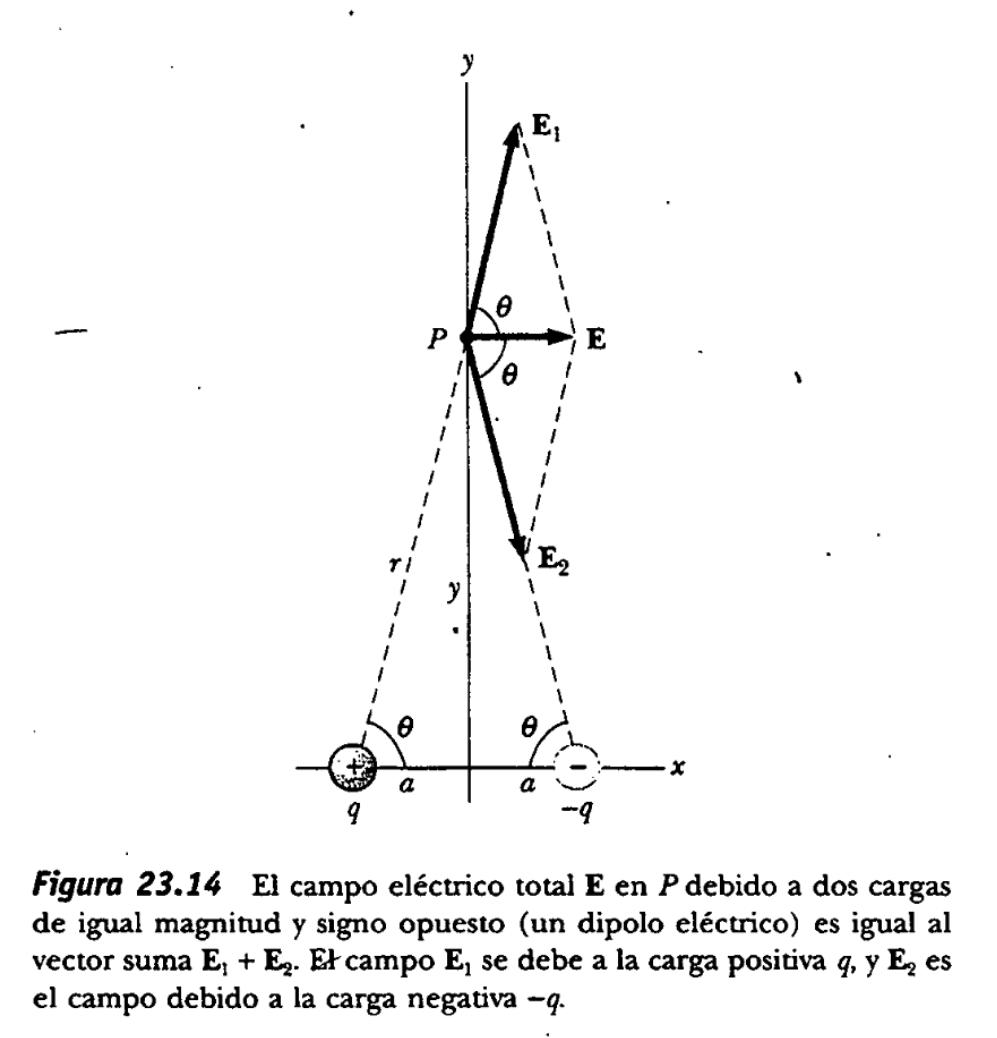 y
E₁
θ
P
E
θ
E₂
r
y
θ
θ
+
−
x
a
a
q
−q
Figura 23.14 El campo eléctrico total E en P debido a dos cargas
de igual magnitud y signo opuesto (un dipolo eléctrico) es igual al
vector suma E₁ + E₂. El campo E₁ se debe a la carga positiva q, y E₂ es
el campo debido a la carga negativa −q.